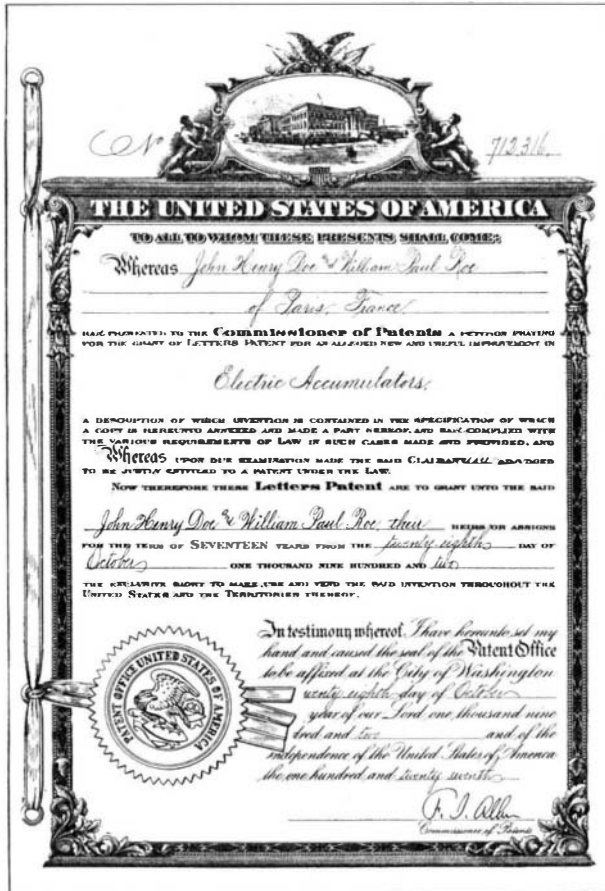 No 712,316.
THE UNITED STATES OF AMERICA
TO ALL TO WHOM THESE PRESENTS SHALL COME:
Whereas John Henry Doe & William Paul Roe
of Paris, France,
HAS PRESENTED TO THE Commissioner of Patents A PETITION PRAYING
FOR THE GRANT OF LETTERS PATENT FOR AN ALLEGED NEW AND USEFUL IMPROVEMENT IN
Electric Accumulators,
A DESCRIPTION OF WHICH INVENTION IS CONTAINED IN THE SPECIFICATION OF WHICH
A COPY IS HEREUNTO ANNEXED AND MADE A PART HEREOF, AND HAS COMPLIED WITH
THE VARIOUS REQUIREMENTS OF LAW IN SUCH CASES MADE AND PROVIDED, AND
Whereas UPON DUE EXAMINATION MADE THE SAID CLAIMANT ADJUDGED
TO BE JUSTLY ENTITLED TO A PATENT UNDER THE LAW.
NOW THEREFORE THESE Letters Patent ARE TO GRANT UNTO THE SAID
John Henry Doe & William Paul Roe, their HEIRS OR ASSIGNS
FOR THE TERM OF SEVENTEEN YEARS FROM THE twenty eighth DAY OF
October ONE THOUSAND NINE HUNDRED AND two
THE EXCLUSIVE RIGHT TO MAKE, USE AND VEND THE SAID INVENTION THROUGHOUT THE
UNITED STATES AND THE TERRITORIES THEREOF.
In testimony whereof, I have hereunto set my
hand and caused the seal of the Patent Office
to be affixed at the City of Washington
wenty eighth day of October
year of our Lord one thousand nine
dred and two and of the
independence of the United States of America
the one hundred and twenty seventh.
PATENT OFFICE UNITED STATES OF AMERICA
F. I. Allen
Commissioner of Patents